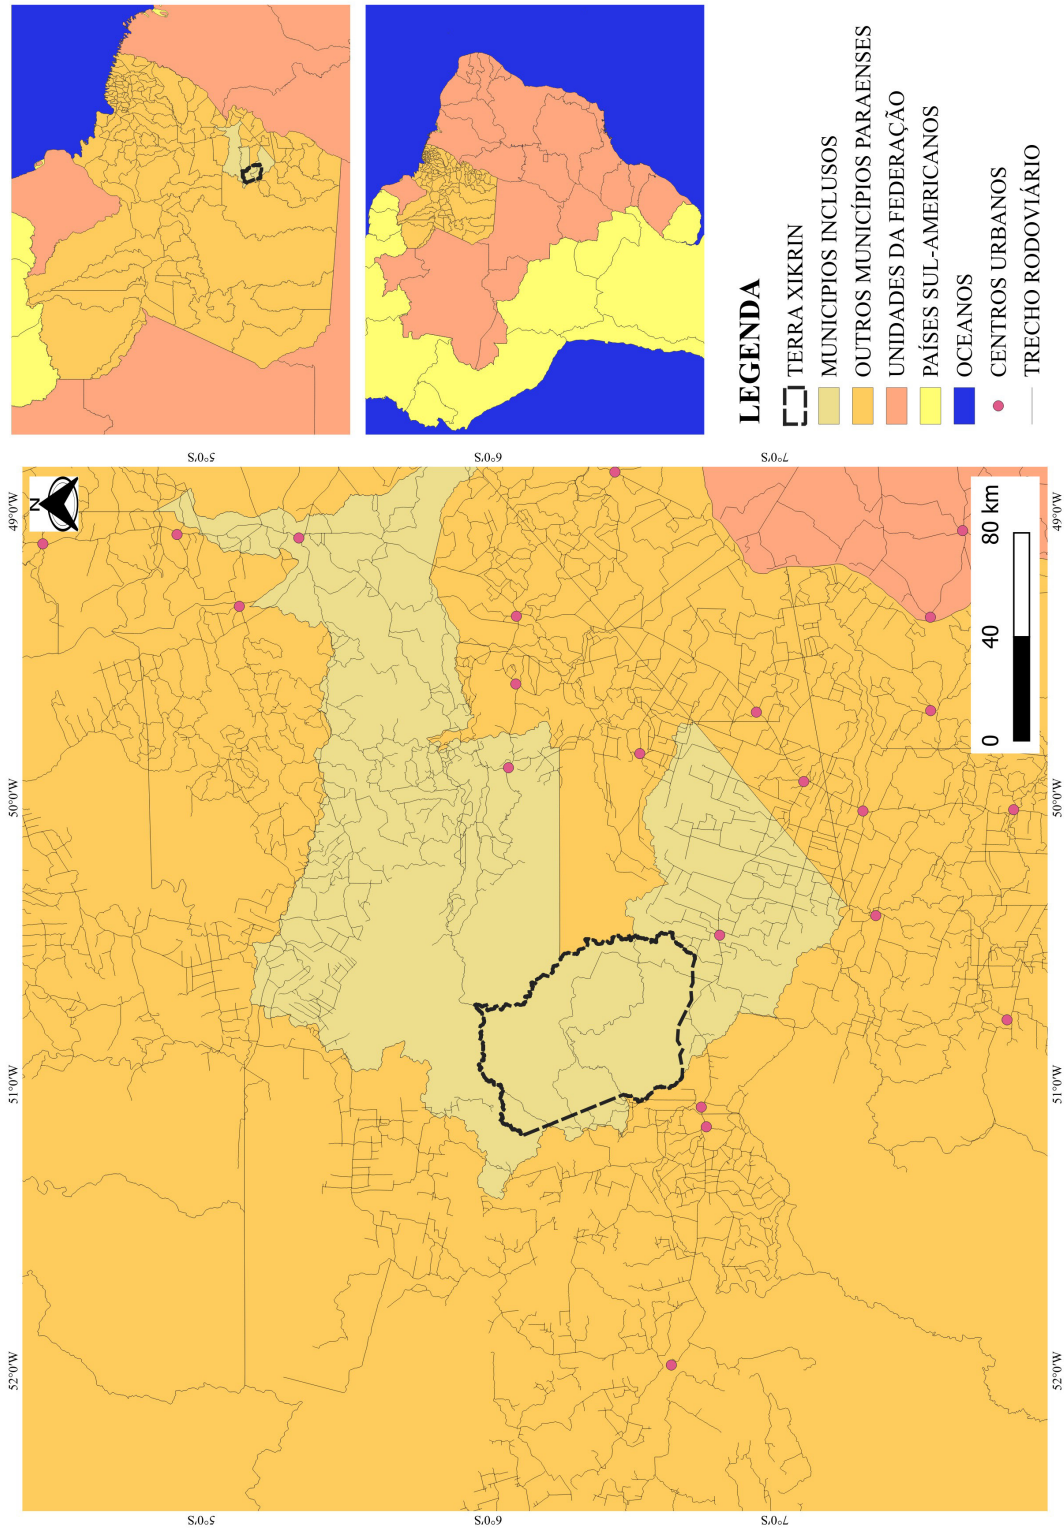 52°0'W
51°0'W
50°0'W
49°0'W
N
5°0'S
5°0'S
6°0'S
6°0'S
7°0'S
7°0'S
0
40
80 km
52°0'W
51°0'W
50°0'W
49°0'W
LEGENDA
TERRA XIKRIN
MUNICIPIOS INCLUSOS
OUTROS MUNICÍPIOS PARAENSES
UNIDADES DA FEDERAÇÃO
PAÍSES SUL-AMERICANOS
OCEANOS
CENTROS URBANOS
TRECHO RODOVIÁRIO